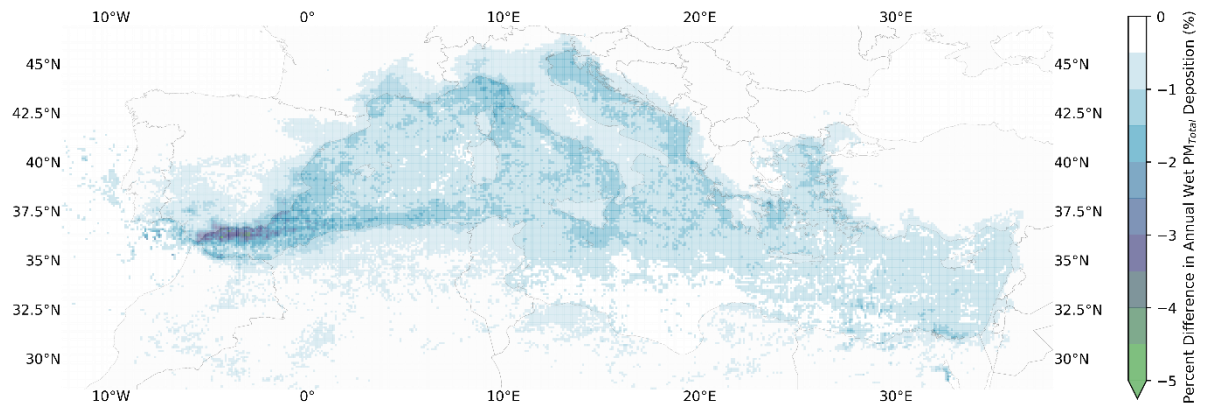 10°W 0° 10°E 20°E 30°E
45°N
42.5°N
40°N
37.5°N
35°N
32.5°N
30°N
45°N
42.5°N
40°N
37.5°N
35°N
32.5°N
30°N
10°W 0° 10°E 20°E 30°E
0
−1
−2
−3
−4
−5
Percent Difference in Annual Wet PM_Total Deposition (%)